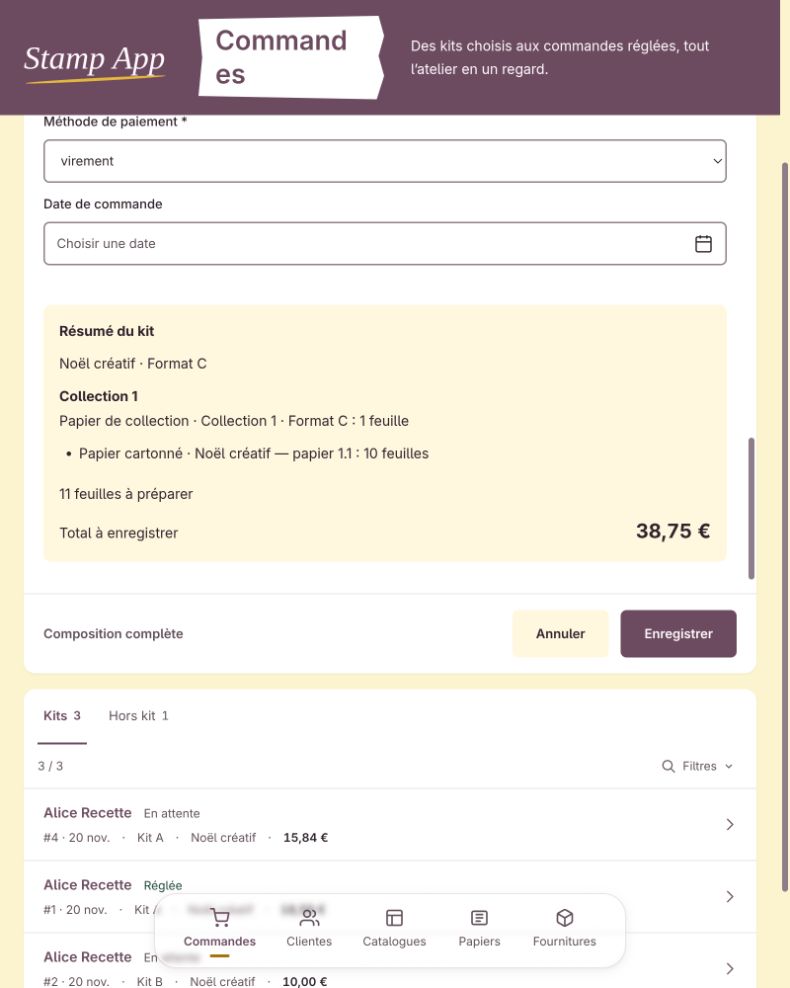 Stamp App
Command
es
Des kits choisis aux commandes réglées, tout
l’atelier en un regard.
Méthode de paiement *
virement
Date de commande
Choisir une date
Résumé du kit
Noël créatif · Format C
Collection 1
Papier de collection · Collection 1 · Format C : 1 feuille
• Papier cartonné · Noël créatif — papier 1.1 : 10 feuilles
11 feuilles à préparer
Total à enregistrer 38,75 €
Composition complète Annuler Enregistrer
Kits 3 Hors kit 1
3 / 3 Filtres
Alice Recette En attente
#4 · 20 nov. · Kit A · Noël créatif · 15,84 €
Alice Recette Réglée
#1 · 20 nov. · Kit
Commandes Clientes Catalogues Papiers Fournitures
Alice Recette
#2 · 20 nov. · Kit B · Noël créatif · 10,00 €